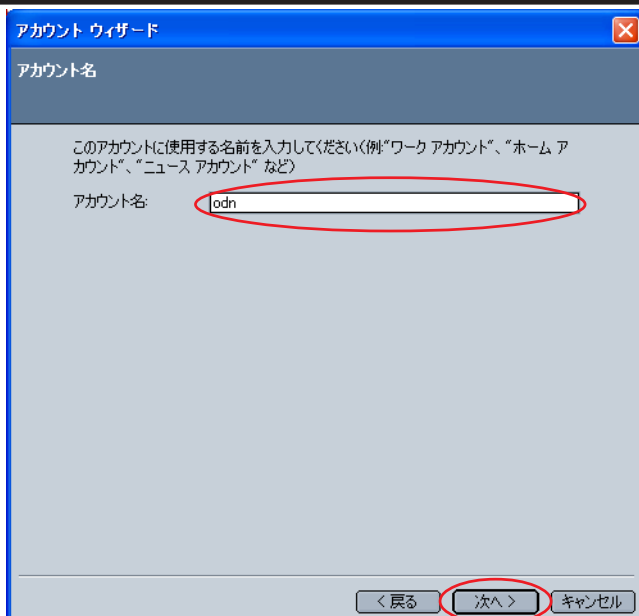 アカウント ウィザード
アカウント名
このアカウントに使用する名前を入力してください(例:"ワーク アカウント"、"ホーム ア
カウント"、"ニュース アカウント" など)
アカウント名: odn
< 戻る 次へ > キャンセル